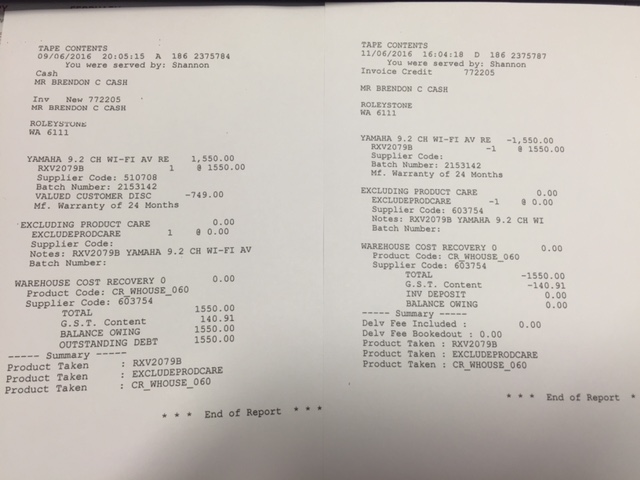 TAPE CONTENTS
09/06/2016 20:05:15 A 186 2375784
You were served by: Shannon
Cash
MR BRENDON C CASH
Inv New 772205
MR BRENDON C CASH
ROLEYSTONE
WA 6111
YAMAHA 9.2 CH WI-FI AV RE 1,550.00
RXV2079B 1 @ 1550.00
Supplier Code: 510708
Batch Number: 2153142
VALUED CUSTOMER DISC -749.00
Mf. Warranty of 24 Months
EXCLUDING PRODUCT CARE 0.00
EXCLUDEPRODCARE 1 @ 0.00
Supplier Code: 603754
Notes: RXV2079B YAMAHA 9.2 CH WI-FI AV
Batch Number:
WAREHOUSE COST RECOVERY 0 0.00
Product Code: CR_WHOUSE_060
Supplier Code: 603754
TOTAL 1550.00
G.S.T. Content 140.91
BALANCE OWING 1550.00
OUTSTANDING DEBT 1550.00
----- Summary -----
Product Taken : RXV2079B
Product Taken : EXCLUDEPRODCARE
Product Taken : CR_WHOUSE_060
* * * End of Report * * *
TAPE CONTENTS
11/06/2016 16:04:18 D 186 2375787
You were served by: Shannon
Invoice Credit 772205
MR BRENDON C CASH
ROLEYSTONE
WA 6111
YAMAHA 9.2 CH WI-FI AV RE -1,550.00
RXV2079B -1 @ 1550.00
Supplier Code:
Batch Number: 2153142
Mf. Warranty of 24 Months
EXCLUDING PRODUCT CARE 0.00
EXCLUDEPRODCARE -1 @ 0.00
Supplier Code: 603754
Notes: RXV2079B YAMAHA 9.2 CH WI
Batch Number:
WAREHOUSE COST RECOVERY 0 0.00
Product Code: CR_WHOUSE_060
Supplier Code: 603754
TOTAL -1550.00
G.S.T. Content -140.91
INV DEPOSIT 0.00
BALANCE OWING 0.00
----- Summary -----
Delv Fee Included : 0.00
Delv Fee Bookedout : 0.00
Product Taken : RXV2079B
Product Taken : EXCLUDEPRODCARE
Product Taken : CR_WHOUSE_060
* * * End of Report *